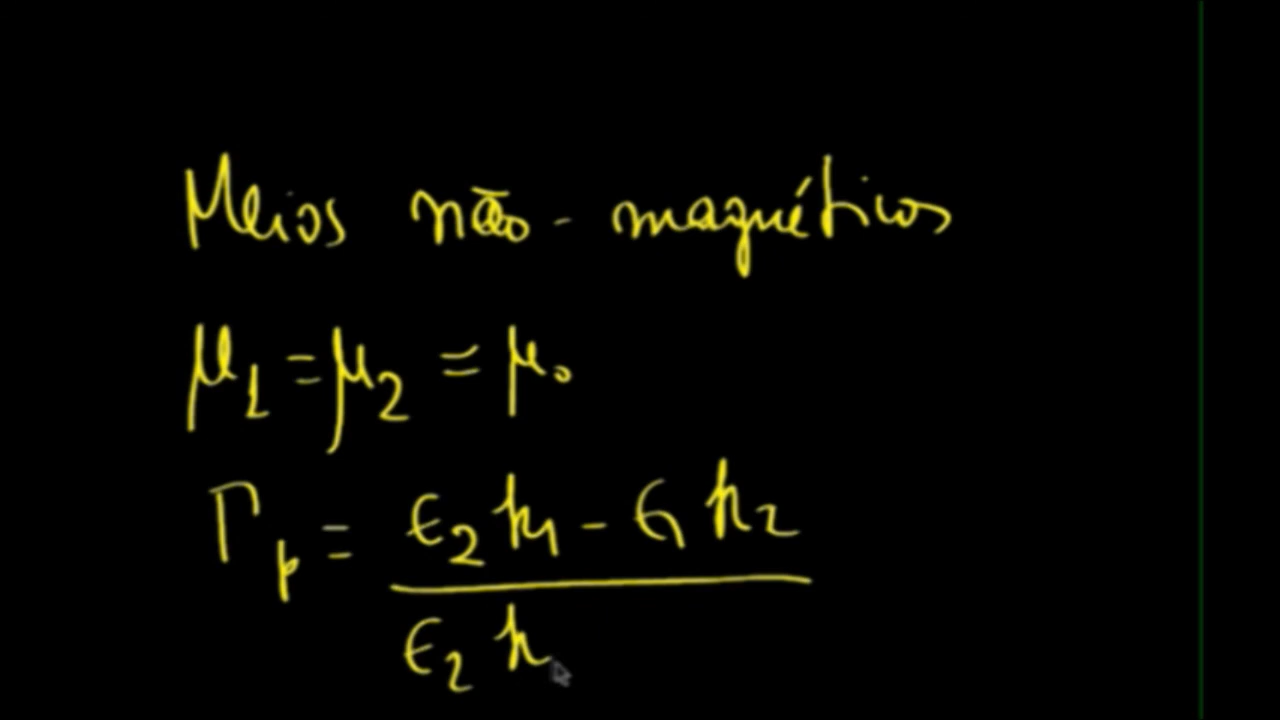 Meios não-magnéticos
μ1 = μ2 = μ0
Γp = ϵ2 k1 - ϵ1 k2
ϵ2 k